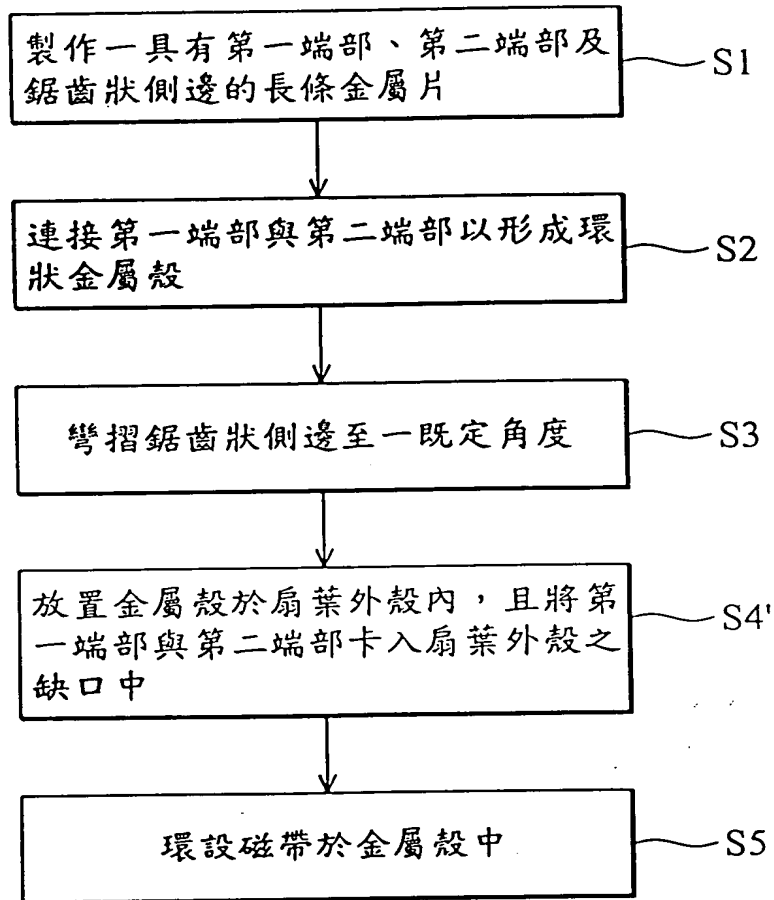 製作一具有第一端部、第二端部及
鋸齒狀側邊的長條金屬片
S1
連接第一端部與第二端部以形成環
狀金屬殼
S2
彎摺鋸齒狀側邊至一既定角度
S3
放置金屬殼於扇葉外殼內，且將第
一端部與第二端部卡入扇葉外殼之
缺口中
S4'
環設磁帶於金屬殼中
S5